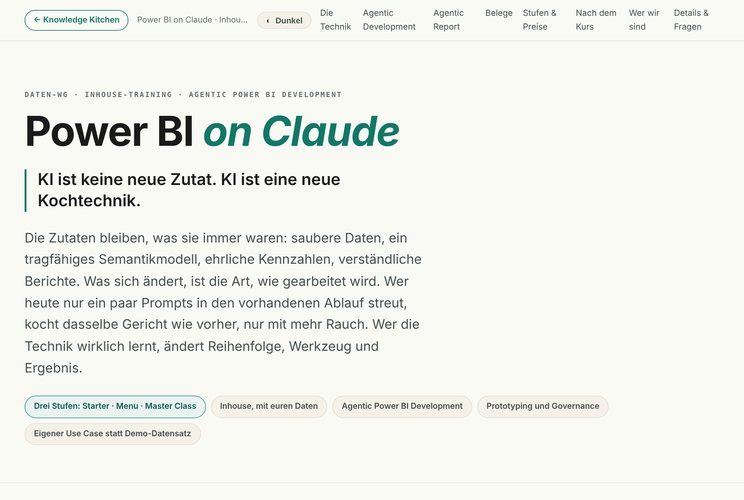 ← Knowledge Kitchen
Power BI on Claude · Inhou...
Dunkel
Die Technik
Agentic Development
Agentic Report
Belege
Stufen & Preise
Nach dem Kurs
Wer wir sind
Details & Fragen
DATEN-WG · INHOUSE-TRAINING · AGENTIC POWER BI DEVELOPMENT
Power BI on Claude
KI ist keine neue Zutat. KI ist eine neue
Kochtechnik.
Die Zutaten bleiben, was sie immer waren: saubere Daten, ein
tragfähiges Semantikmodell, ehrliche Kennzahlen, verständliche
Berichte. Was sich ändert, ist die Art, wie gearbeitet wird. Wer
heute nur ein paar Prompts in den vorhandenen Ablauf streut,
kocht dasselbe Gericht wie vorher, nur mit mehr Rauch. Wer die
Technik wirklich lernt, ändert Reihenfolge, Werkzeug und
Ergebnis.
Drei Stufen: Starter · Menu · Master Class
Inhouse, mit euren Daten
Agentic Power BI Development
Prototyping und Governance
Eigener Use Case statt Demo-Datensatz